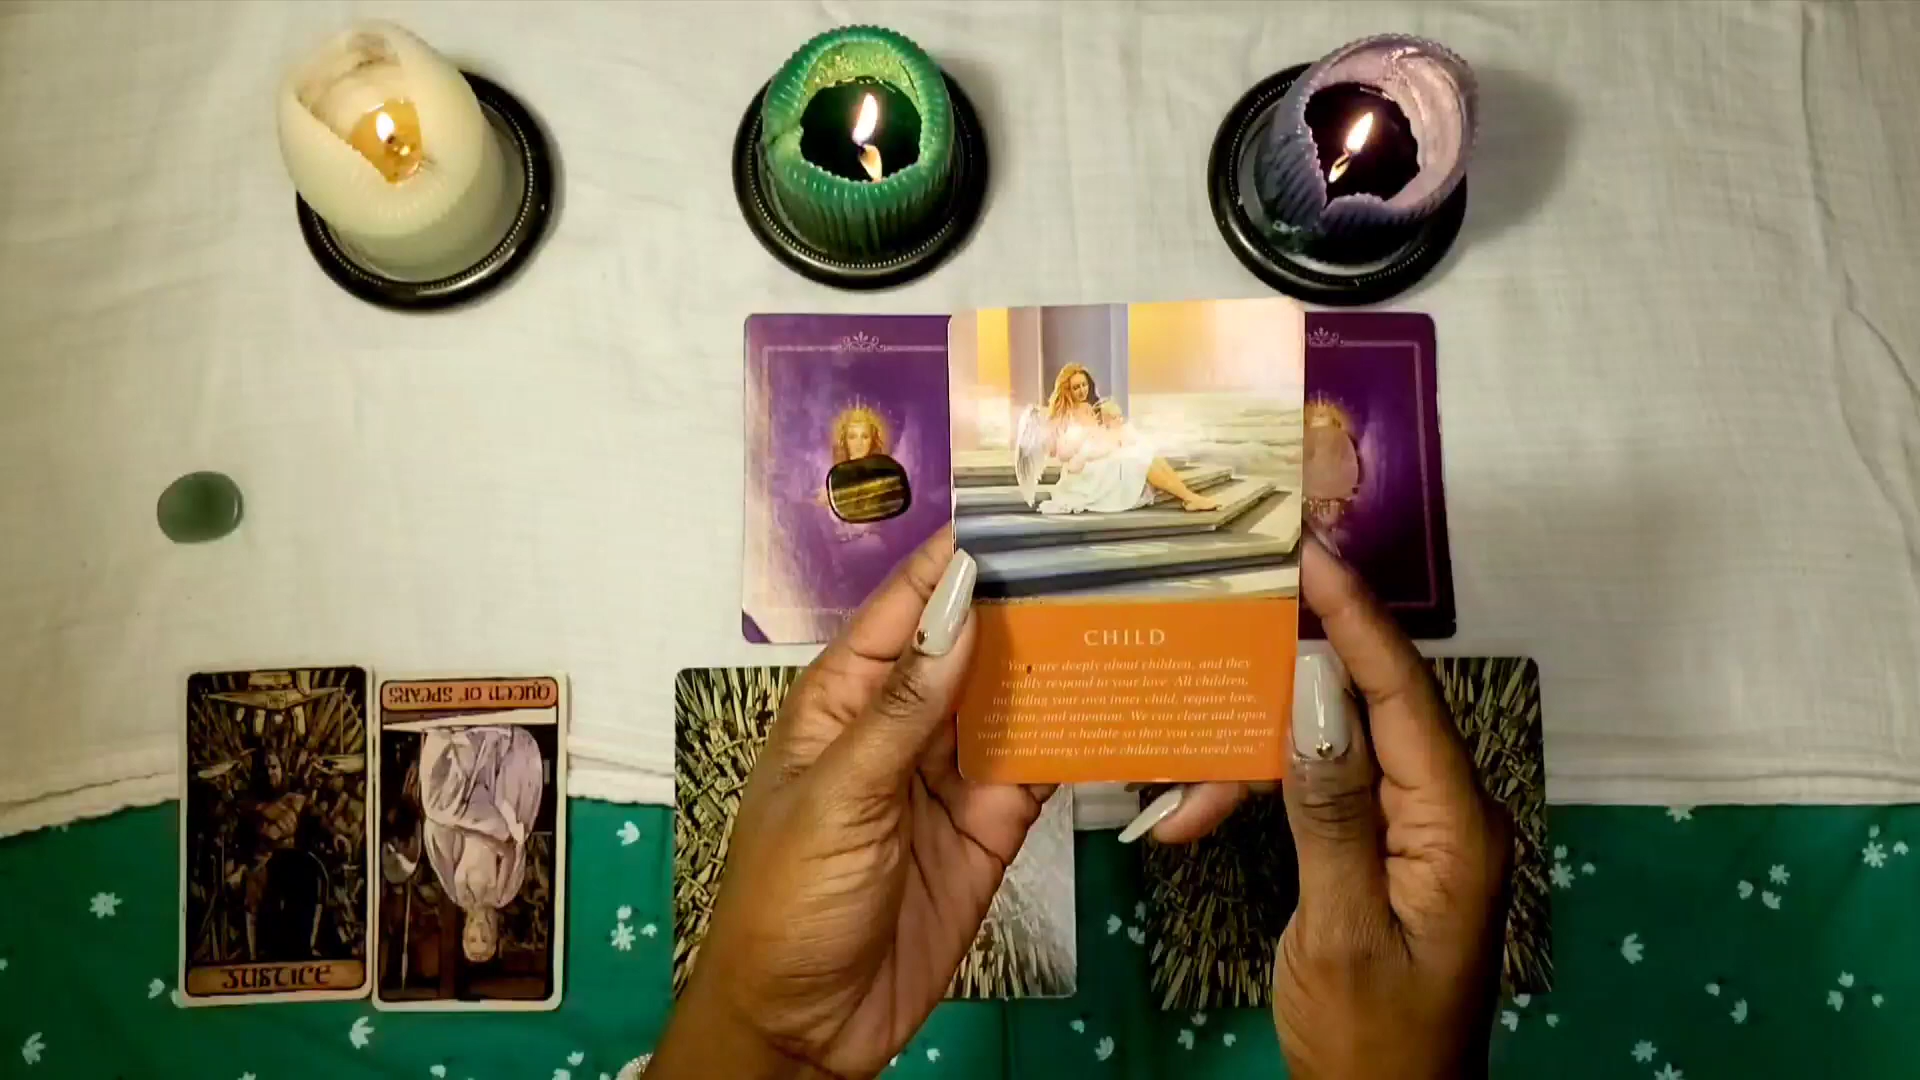 CHILD
"You care deeply about children, and they
readily respond to your love. All children,
including your own inner child, require love,
affection, and attention. We can clear and open
your heart and schedule so that you can give more
time and energy to the children who need you."
QUEEN OF SPEARS
JUSTICE